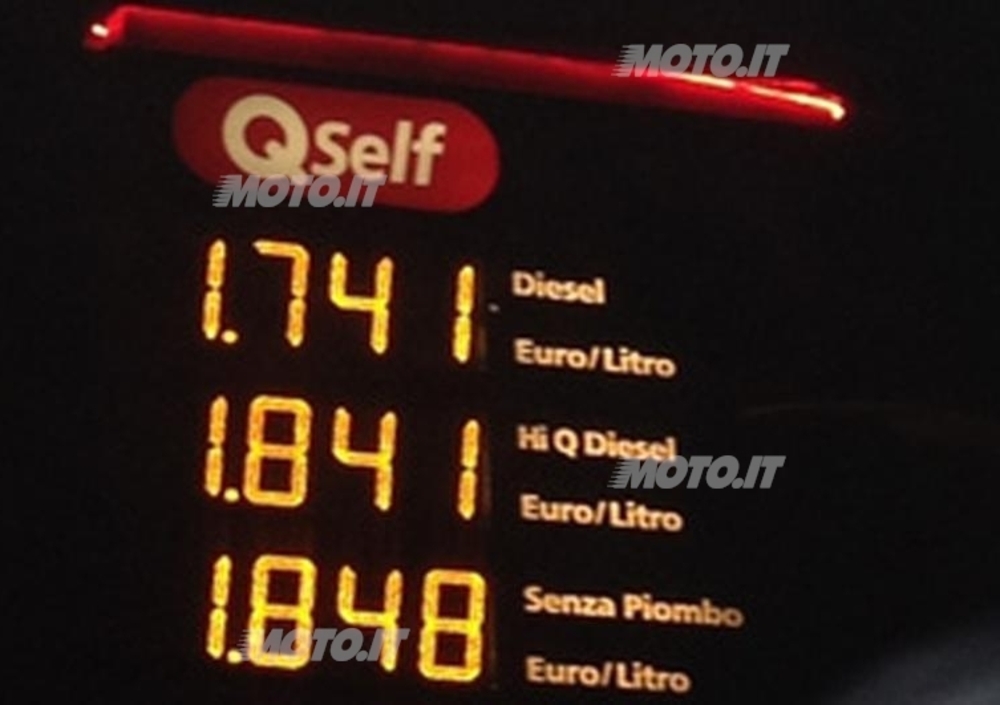 MOTO.IT
QSelf
MOTO.IT
1.741 Diesel
Euro/Litro
1.841 Hi Q Diesel
MOTO.IT
Euro/Litro
1.848 Senza Piombo
MOTO.IT
Euro/Litro